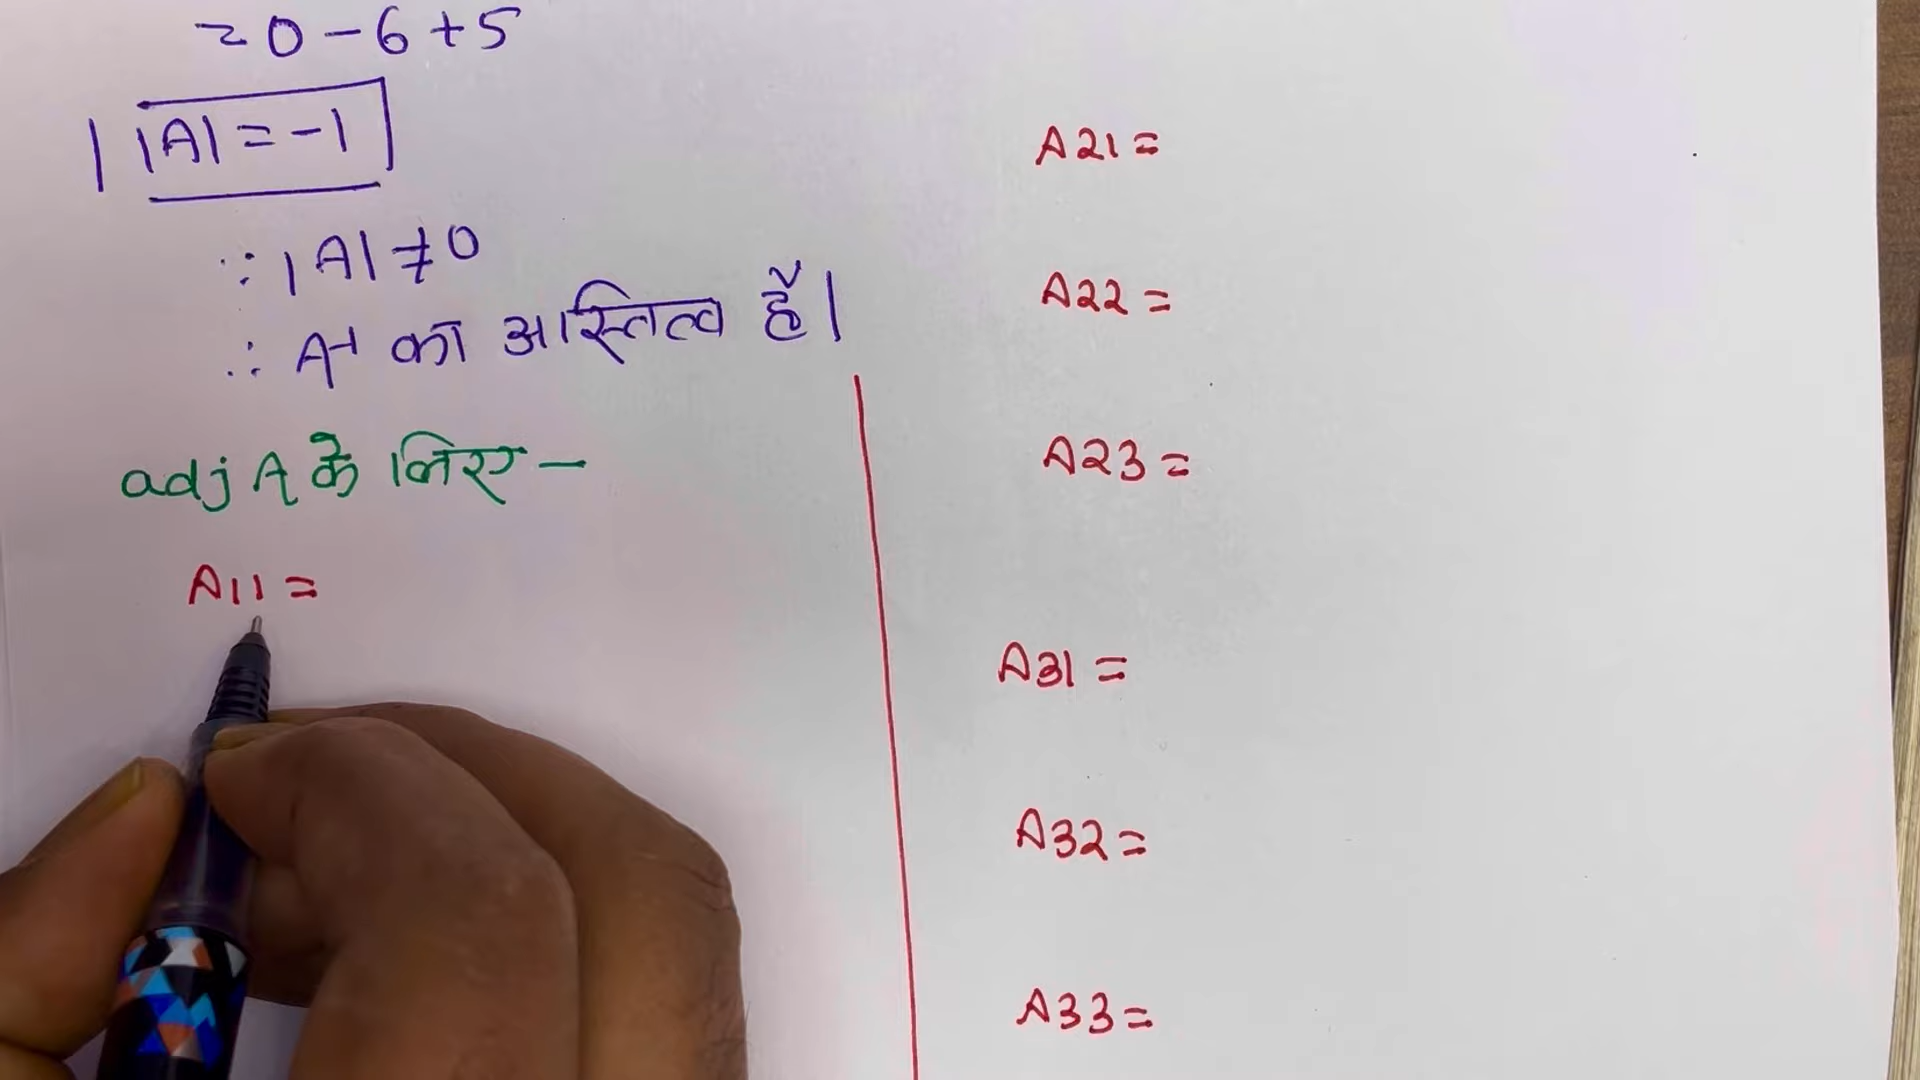 = 0 - 6 + 5
| |A| = -1 |
∵ |A| ≠ 0
∴ A⁻¹ का अस्तित्व हैं।
adj A के लिए -
A11 =
A21 =
A22 =
A23 =
A31 =
A32 =
A33 =